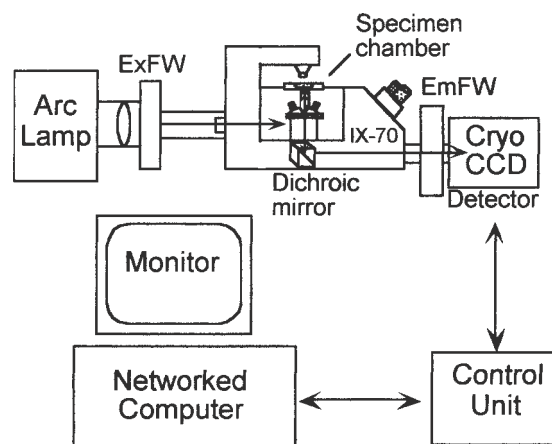 Specimen
chamber
ExFW
EmFW
Arc
Lamp
IX-70
Cryo
CCD
Dichroic
mirror
Detector
Monitor
Networked
Computer
Control
Unit